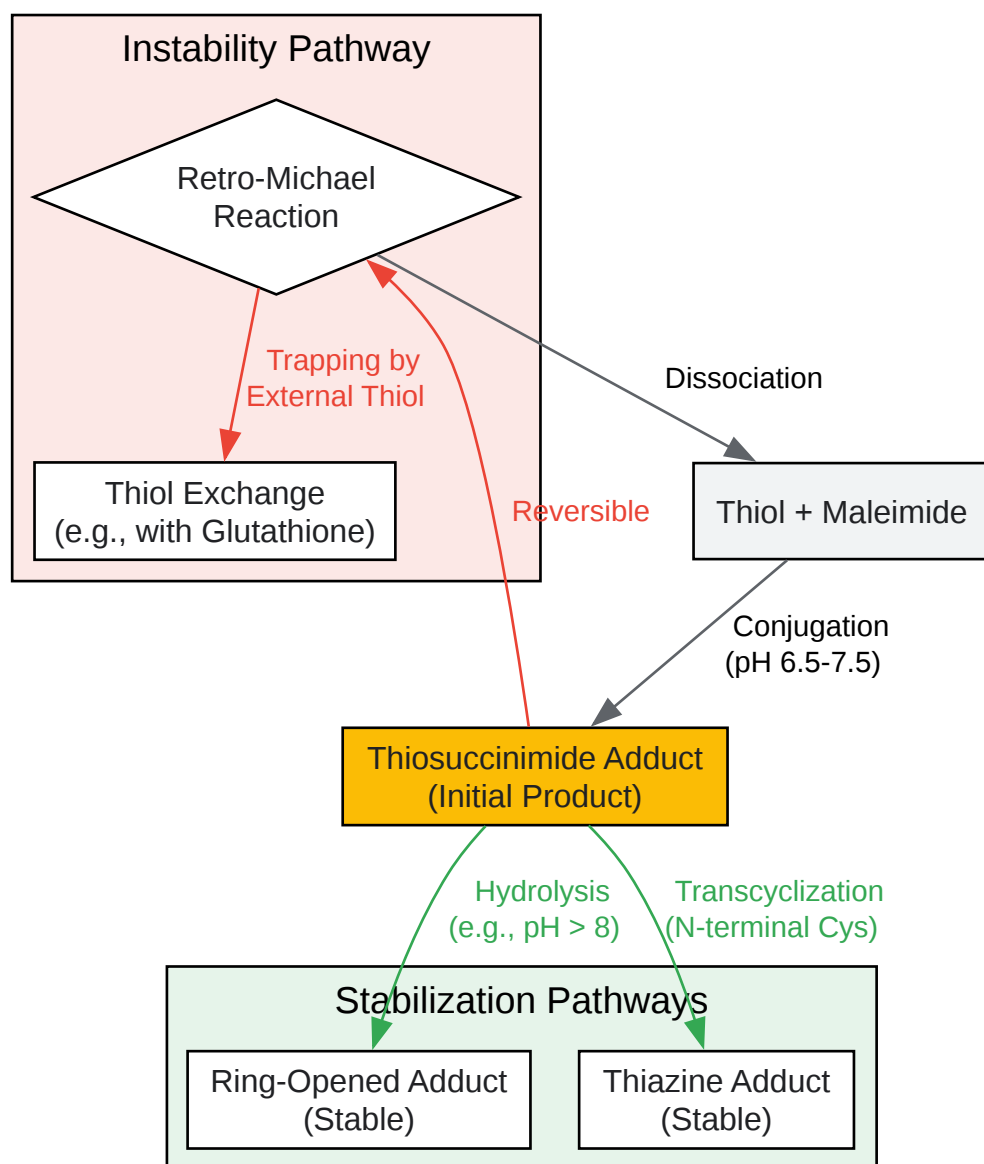 Instability Pathway
Retro-Michael
Reaction
Trapping by
External Thiol
Dissociation
Thiol Exchange
(e.g., with Glutathione)
Reversible
Thiol + Maleimide
Conjugation
(pH 6.5-7.5)
Thiosuccinimide Adduct
(Initial Product)
Hydrolysis
(e.g., pH > 8)
Transcyclization
(N-terminal Cys)
Stabilization Pathways
Ring-Opened Adduct
(Stable)
Thiazine Adduct
(Stable)